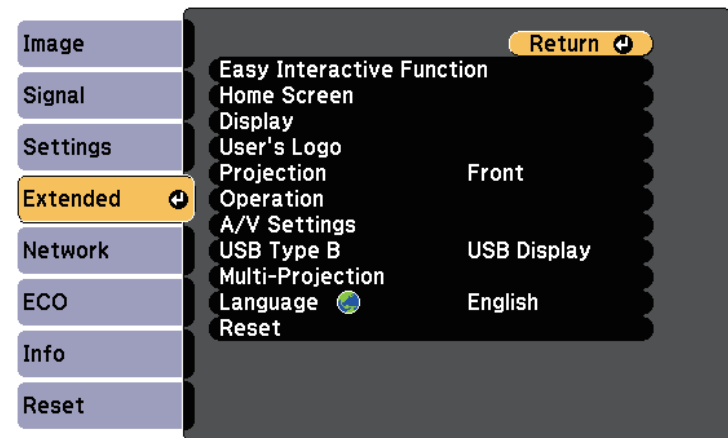 Image
Signal
Settings
Extended
Network
ECO
Info
Reset
Return
Easy Interactive Function
Home Screen
Display
User's Logo
Projection Front
Operation
A/V Settings
USB Type B USB Display
Multi-Projection
Language English
Reset